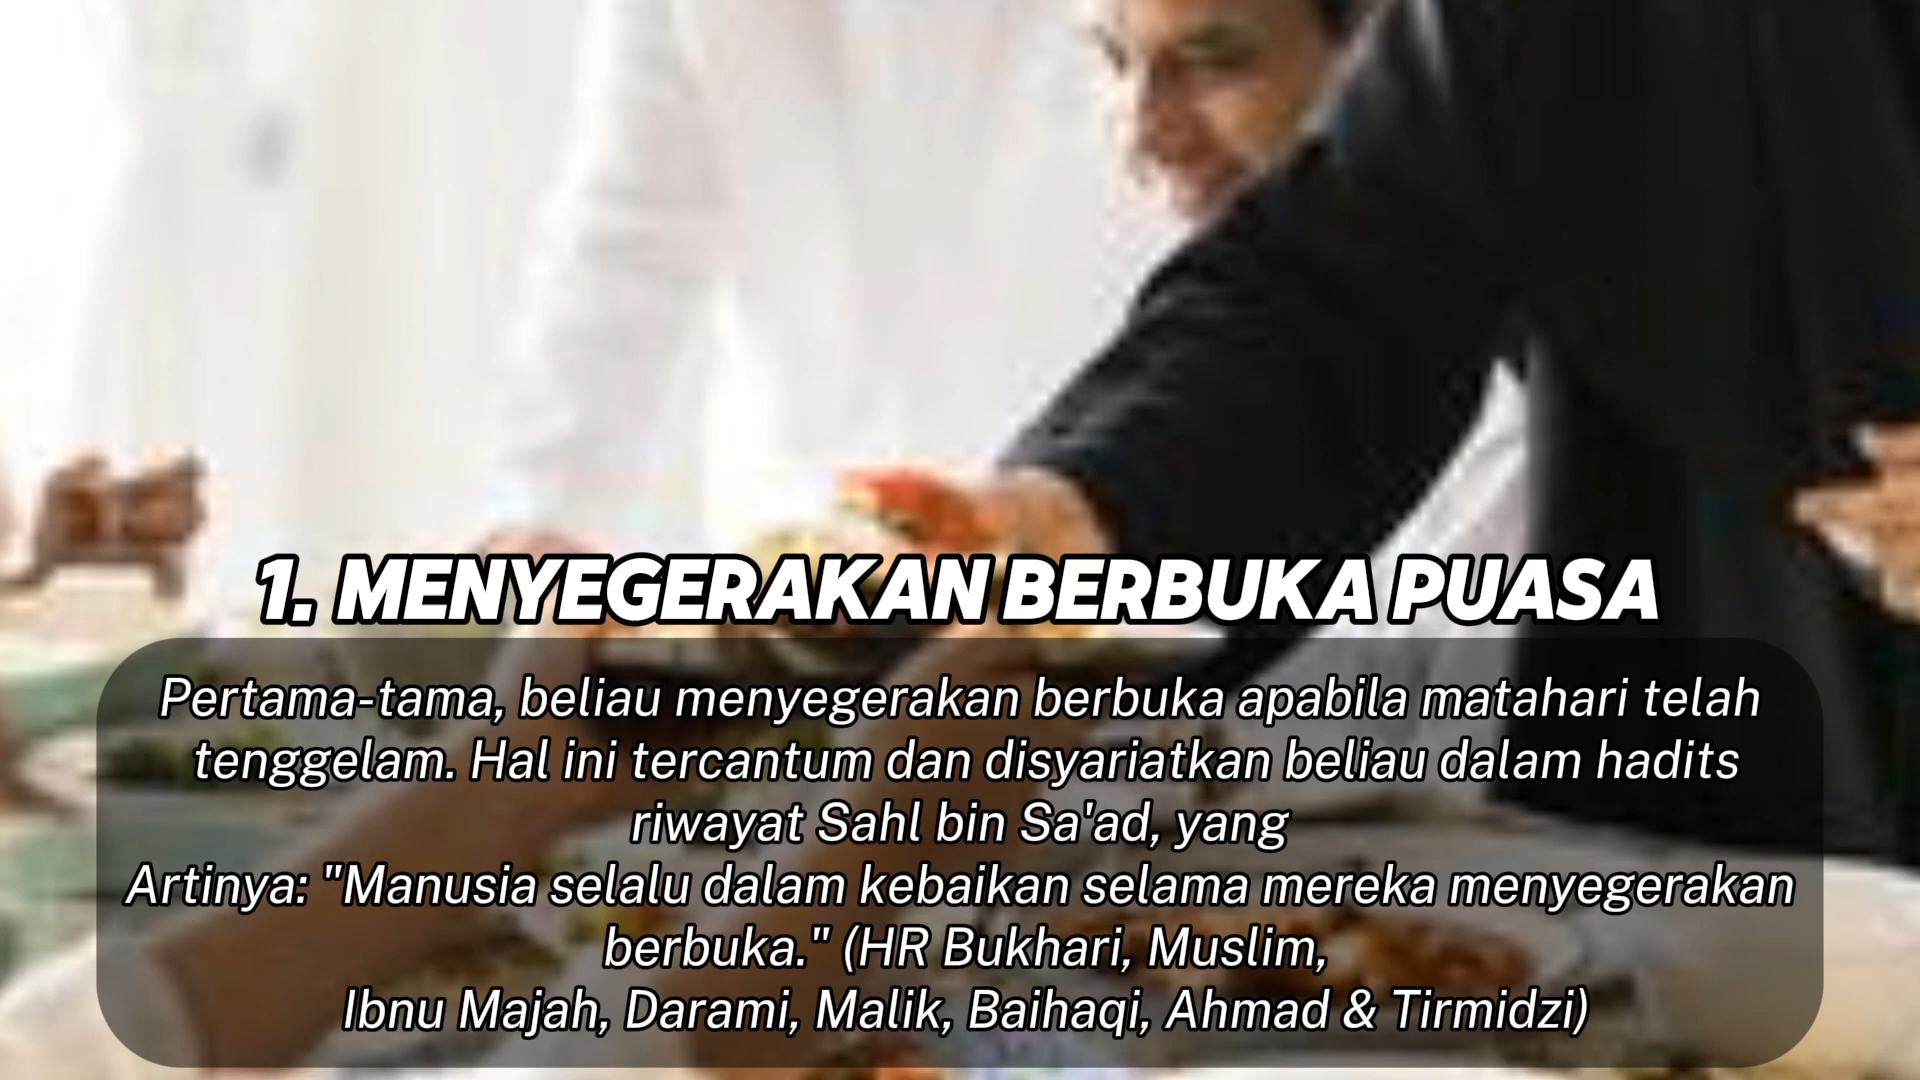 1. MENYEGERAKAN BERBUKA PUASA
Pertama-tama, beliau menyegerakan berbuka apabila matahari telah
tenggelam. Hal ini tercantum dan disyariatkan beliau dalam hadits
riwayat Sahl bin Sa'ad, yang
Artinya: "Manusia selalu dalam kebaikan selama mereka menyegerakan
berbuka." (HR Bukhari, Muslim,
Ibnu Majah, Darami, Malik, Baihaqi, Ahmad & Tirmidzi)